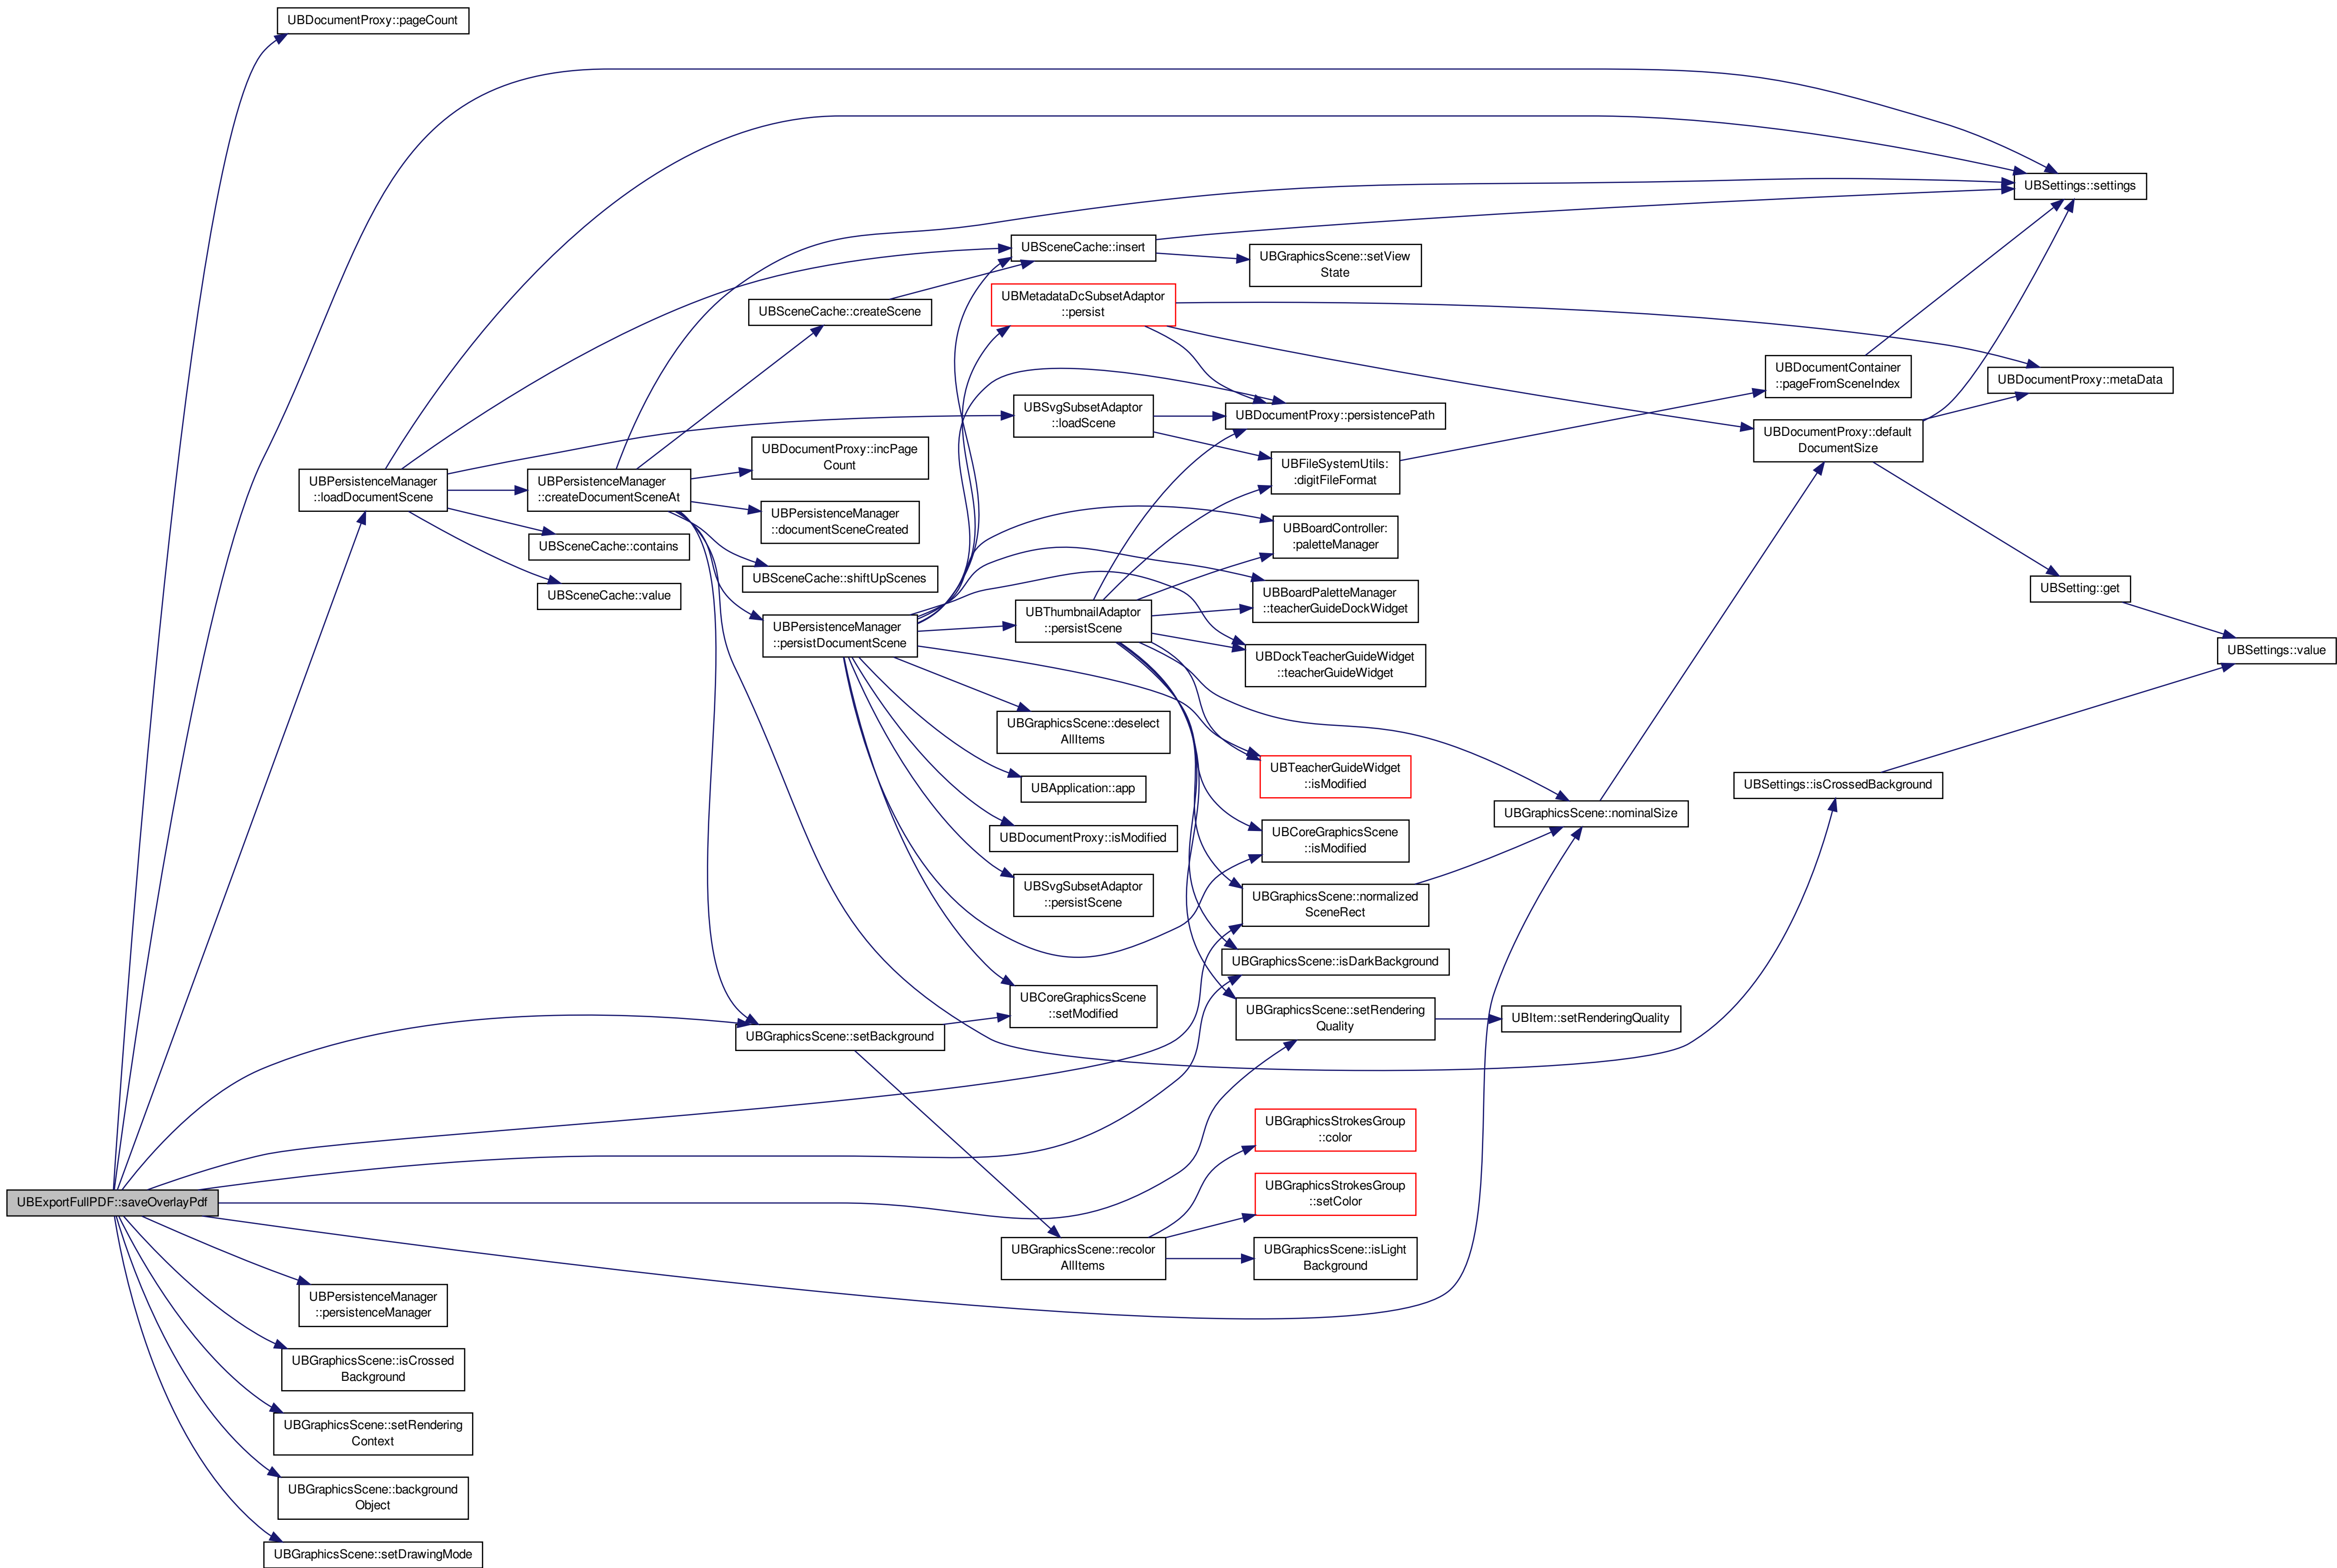 UBDocumentProxy::pageCount
UBSettings::settings
UBSceneCache::insert
UBGraphicsScene::setView
State
UBSceneCache::createScene
UBMetadataDcSubsetAdaptor
::persist
UBDocumentContainer
::pageFromSceneIndex
UBDocumentProxy::metaData
UBSvgSubsetAdaptor
::loadScene
UBDocumentProxy::persistencePath
UBDocumentProxy::default
DocumentSize
UBDocumentProxy::incPage
Count
UBFileSystemUtils:
:digitFileFormat
UBPersistenceManager
::loadDocumentScene
UBPersistenceManager
::createDocumentSceneAt
UBPersistenceManager
::documentSceneCreated
UBBoardController:
:paletteManager
UBSceneCache::contains
UBSceneCache::shiftUpScenes
UBSceneCache::value
UBSetting::get
UBBoardPaletteManager
::teacherGuideDockWidget
UBThumbnailAdaptor
::persistScene
UBPersistenceManager
::persistDocumentScene
UBSettings::value
UBDockTeacherGuideWidget
::teacherGuideWidget
UBGraphicsScene::deselect
AllItems
UBTeacherGuideWidget
::isModified
UBApplication::app
UBSettings::isCrossedBackground
UBGraphicsScene::nominalSize
UBDocumentProxy::isModified
UBCoreGraphicsScene
::isModified
UBSvgSubsetAdaptor
::persistScene
UBGraphicsScene::normalized
SceneRect
UBGraphicsScene::isDarkBackground
UBCoreGraphicsScene
::setModified
UBGraphicsScene::setRendering
Quality
UBItem::setRenderingQuality
UBGraphicsScene::setBackground
UBGraphicsStrokesGroup
::color
UBExportFullPDF::saveOverlayPdf
UBGraphicsStrokesGroup
::setColor
UBGraphicsScene::recolor
AllItems
UBGraphicsScene::isLight
Background
UBPersistenceManager
::persistenceManager
UBGraphicsScene::isCrossed
Background
UBGraphicsScene::setRendering
Context
UBGraphicsScene::background
Object
UBGraphicsScene::setDrawingMode